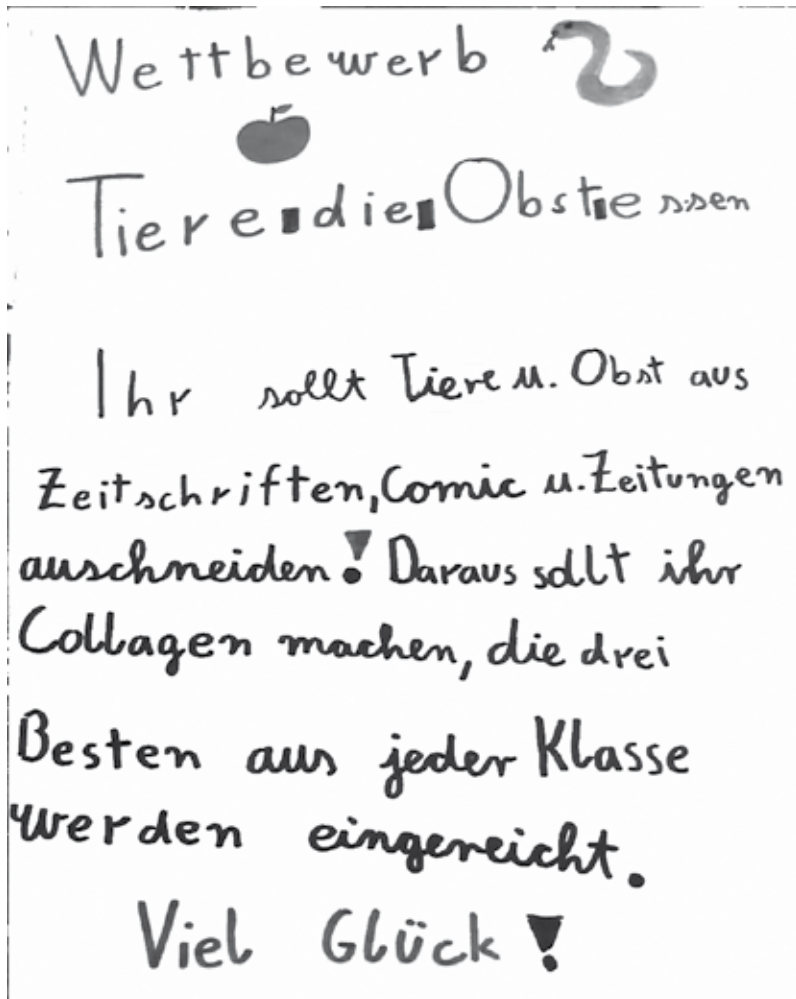 Wettbewerb
Tiere die Obst essen
Ihr sollt Tiere u. Obst aus
Zeitschriften, Comic u. Zeitungen
auschneiden! Daraus sollt ihr
Collagen machen, die drei
Besten aus jeder Klasse
werden eingereicht.
Viel Glück!